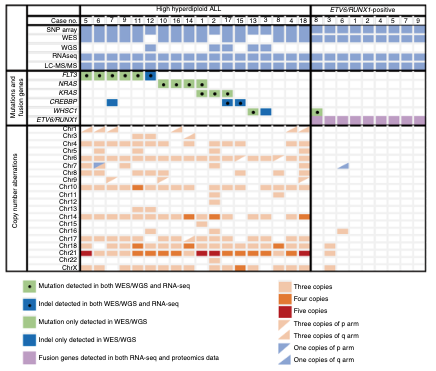 High hyperdiploid ALL ETV6/RUNX1-positive
Case no. 5 6 7 9 11 12 10 16 14 1 2 17 15 13 3 8 4 18 8 3 6 1 2 4 5 7 9
SNP array
WES
WGS
RNAseq
LC-MS/MS
Mutations and fusion genes
FLT3
NRAS
KRAS
CREBBP
WHSC1
ETV6/RUNX1
Copy number aberrations
Chr1
Chr3
Chr4
Chr5
Chr6
Chr7
Chr8
Chr9
Chr10
Chr11
Chr12
Chr13
Chr14
Chr15
Chr16
Chr17
Chr18
Chr21
Chr22
ChrX
Mutation detected in both WES/WGS and RNA-seq
Indel detected in both WES/WGS and RNA-seq
Mutation only detected in WES/WGS
Indel only detected in WES/WGS
Fusion genes detected in both RNA-seq and proteomics data
Three copies
Four copies
Five copies
Three copies of p arm
Three copies of q arm
One copies of p arm
One copies of q arm